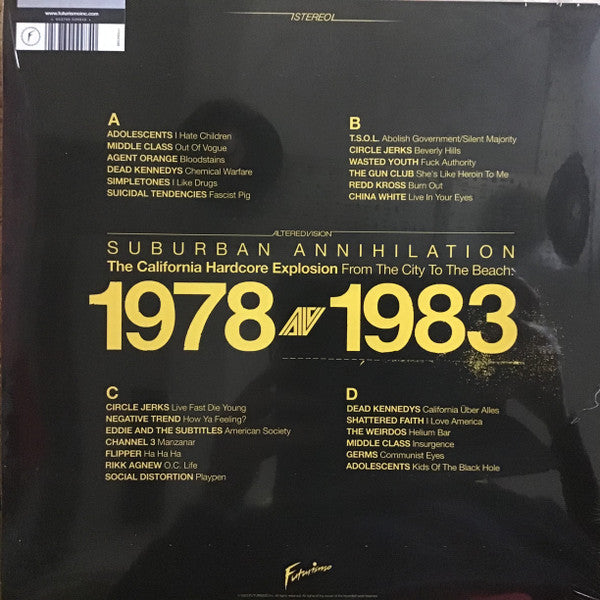 www.futurismoinc.com
ISTEREOL
A
ADOLESCENTS I Hate Children
MIDDLE CLASS Out Of Vogue
AGENT ORANGE Bloodstains
DEAD KENNEDYS Chemical Warfare
SIMPLETONES I Like Drugs
SUICIDAL TENDENCIES Fascist Pig
B
T.S.O.L. Abolish Government/Silent Majority
CIRCLE JERKS Beverly Hills
WASTED YOUTH Fuck Authority
THE GUN CLUB She's Like Heroin To Me
REDD KROSS Burn Out
CHINA WHITE Live In Your Eyes
ALTEREDVISION
SUBURBAN ANNIHILATION
The California Hardcore Explosion From The City To The Beach:
1978 AV 1983
C
CIRCLE JERKS Live Fast Die Young
NEGATIVE TREND How Ya Feeling?
EDDIE AND THE SUBTITLES American Society
CHANNEL 3 Manzanar
FLIPPER Ha Ha Ha
RIKK AGNEW O.C. Life
SOCIAL DISTORTION Playpen
D
DEAD KENNEDYS California Über Alles
SHATTERED FAITH I Love America
THE WEIRDOS Helium Bar
MIDDLE CLASS Insurgence
GERMS Communist Eyes
ADOLESCENTS Kids Of The Black Hole
Futurismo